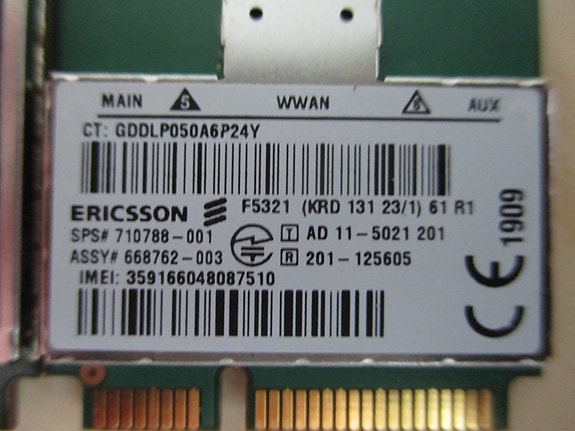 MAIN 5 WWAN 6 AUX
CT: GDDLP050A6P24Y
ERICSSON F5321 (KRD 131 23/1) 61 R1
SPS# 710788-001 T AD 11-5021 201
ASSY# 668762-003 R 201-125605
IMEI: 359166048087510
CE 1909